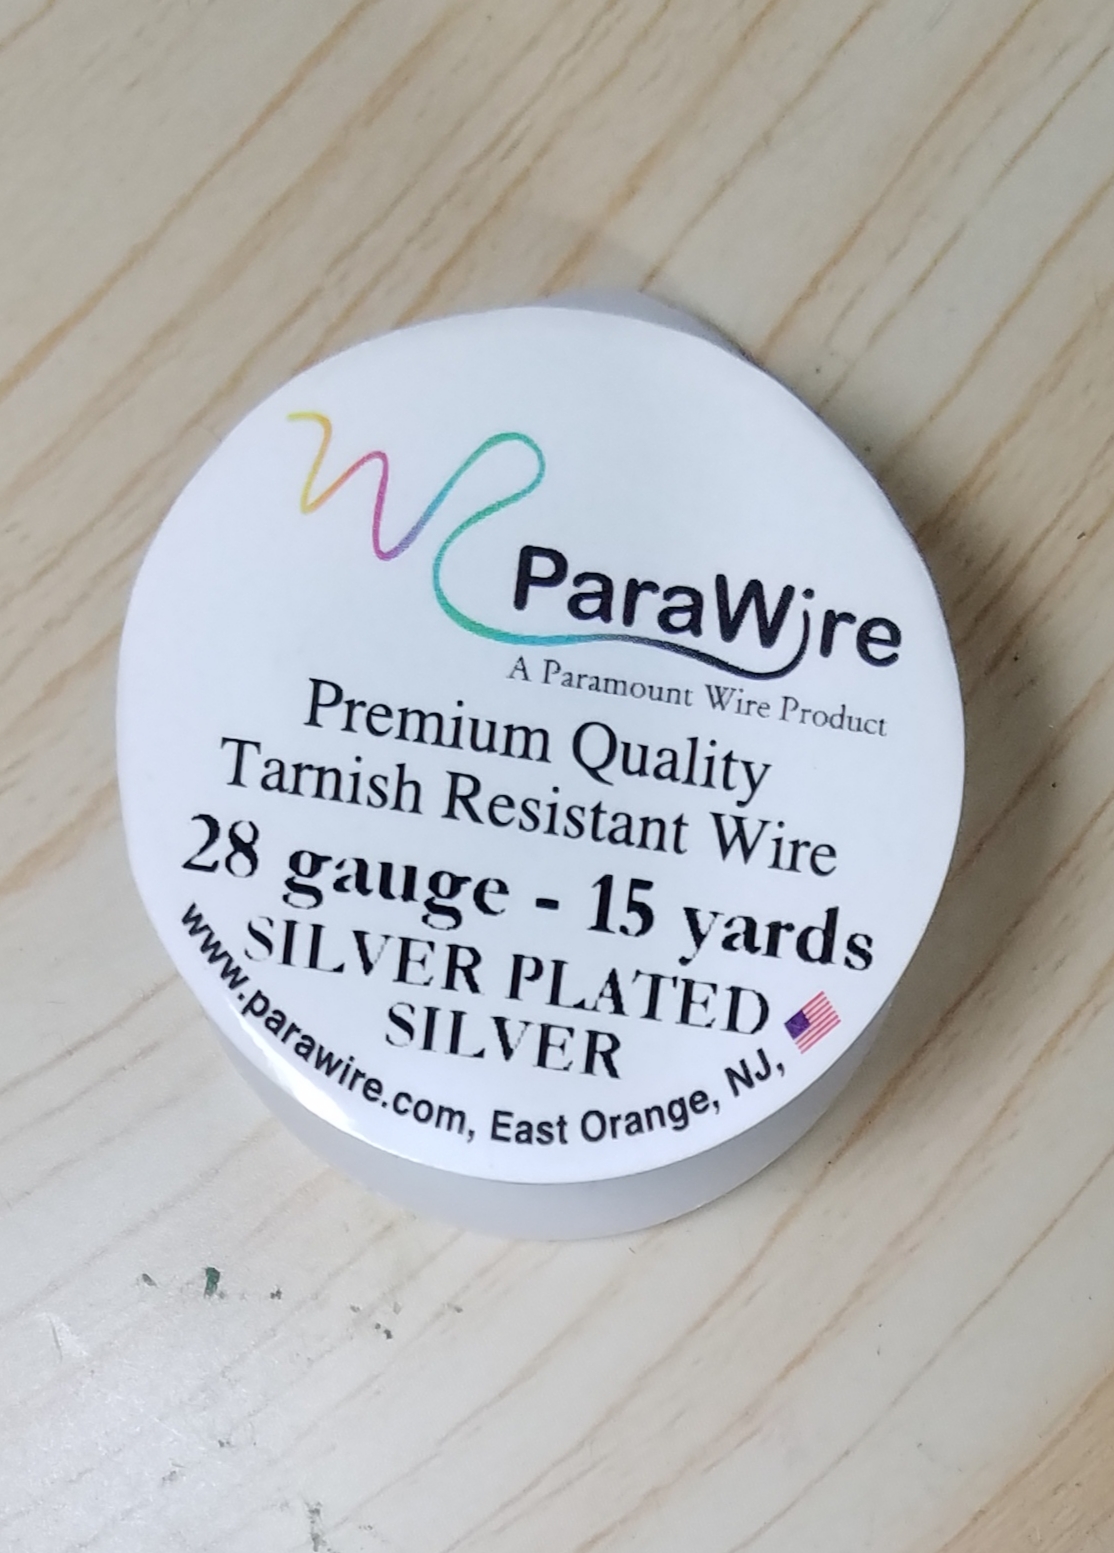 ParaWire
A Paramount Wire Product
Premium Quality
Tarnish Resistant Wire
28 gauge - 15 yards
SILVER PLATED
SILVER
www.parawire.com, East Orange, NJ,